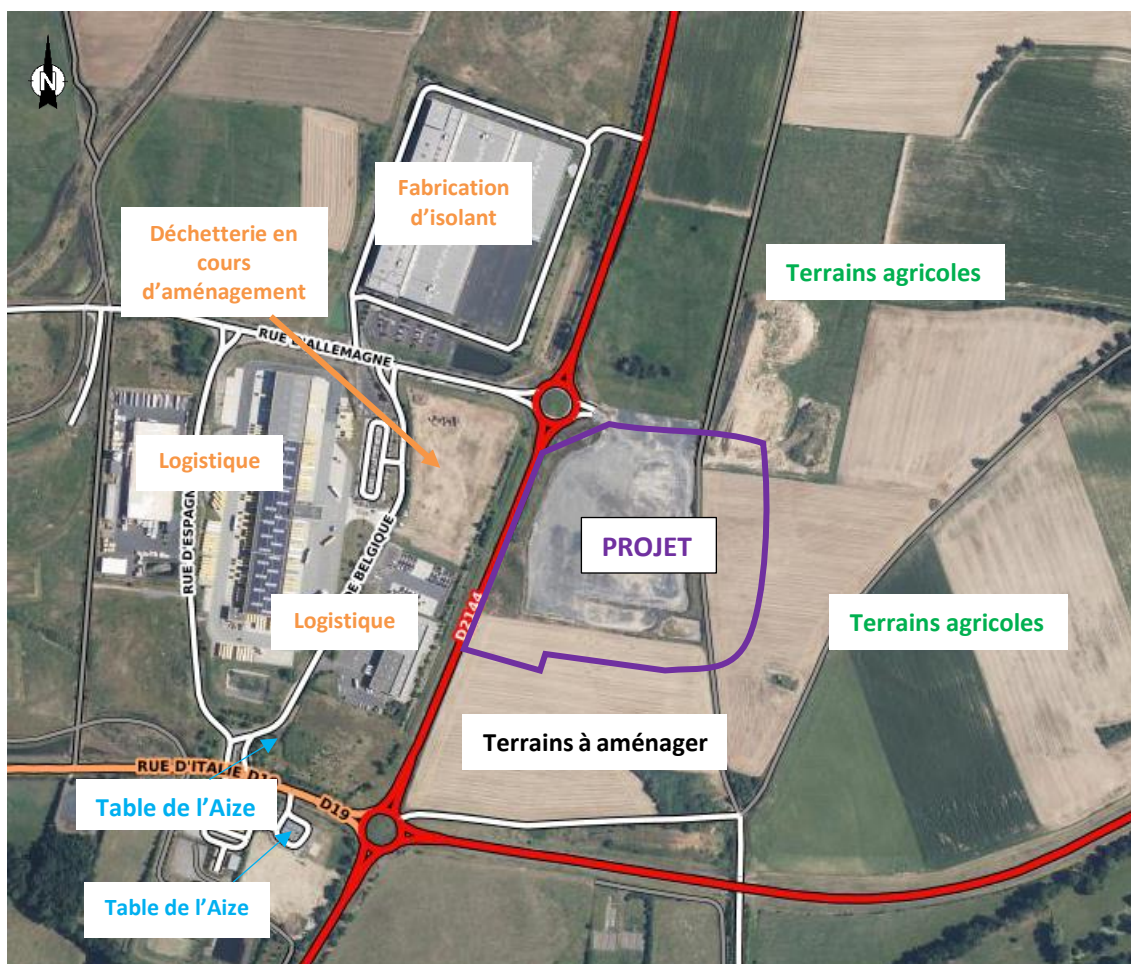 N
Fabrication
d’isolant
Déchetterie en
cours
d’aménagement
Terrains agricoles
RUE D'ALLEMAGNE
Logistique
RUE D'ESPAGN
PROJET
DE BELGIQUE
D2144
Logistique
Terrains agricoles
Terrains à aménager
RUE D'ITALIE D19
D19
Table de l’Aize
Table de l’Aize